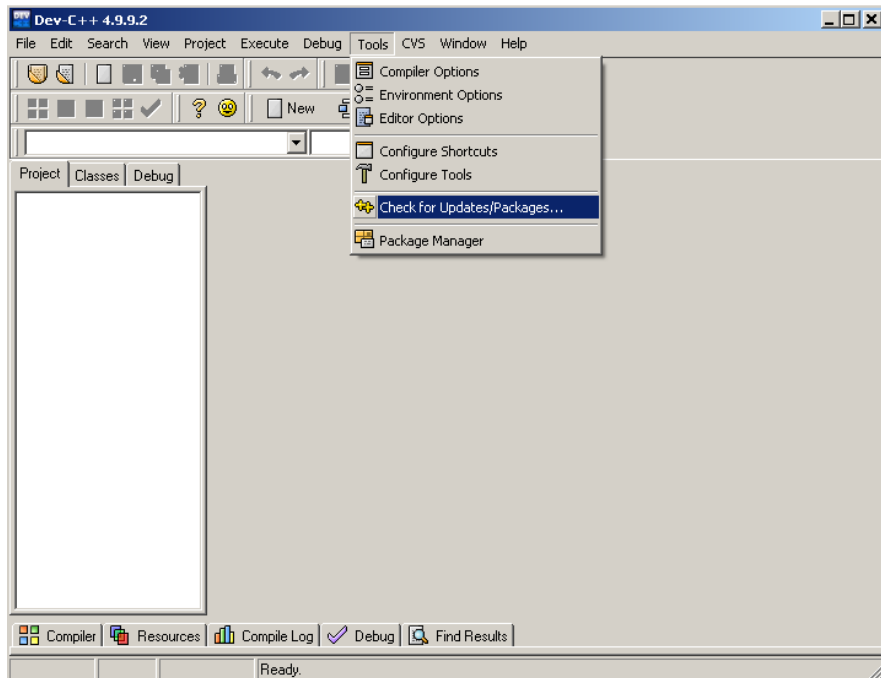 Dev-C++ 4.9.9.2
File Edit Search View Project Execute Debug Tools CVS Window Help
Compiler Options
Environment Options
Editor Options
New
Configure Shortcuts
Configure Tools
Check for Updates/Packages...
Package Manager
Project Classes Debug
Compiler Resources Compile Log Debug Find Results
Ready.